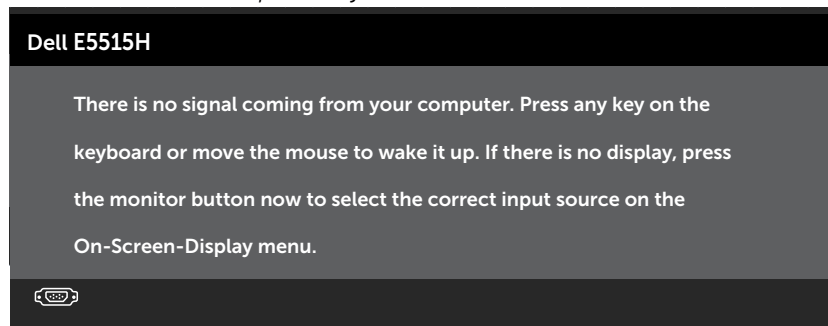 Dell E5515H
There is no signal coming from your computer. Press any key on the
keyboard or move the mouse to wake it up. If there is no display, press
the monitor button now to select the correct input source on the
On-Screen-Display menu.